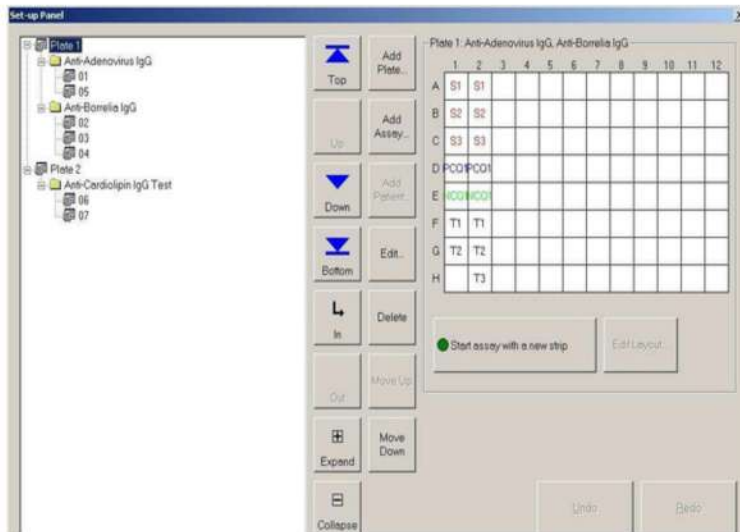 Set-up Panel
Plate 1
Anti-Adenovirus IgG
01
05
Anti-Borrelia IgG
02
03
04
Plate 2
Anti-Cardiolipin IgG Test
06
07
Top
Up
Down
Bottom
In
Out
Expand
Collapse
Add Plate...
Add Assay...
Add Patient...
Edit...
Delete
Move Up
Move Down
Plate 1: Anti-Adenovirus IgG, Anti-Borrelia IgG
1 2 3 4 5 6 7 8 9 10 11 12
A S1 S1
B S2 S2
C S3 S3
D PCO1 PCO1
E NCO1 NCO1
F T1 T1
G T2 T2
H T3
Start assay with a new strip
Edit Layout...
Undo
Redo